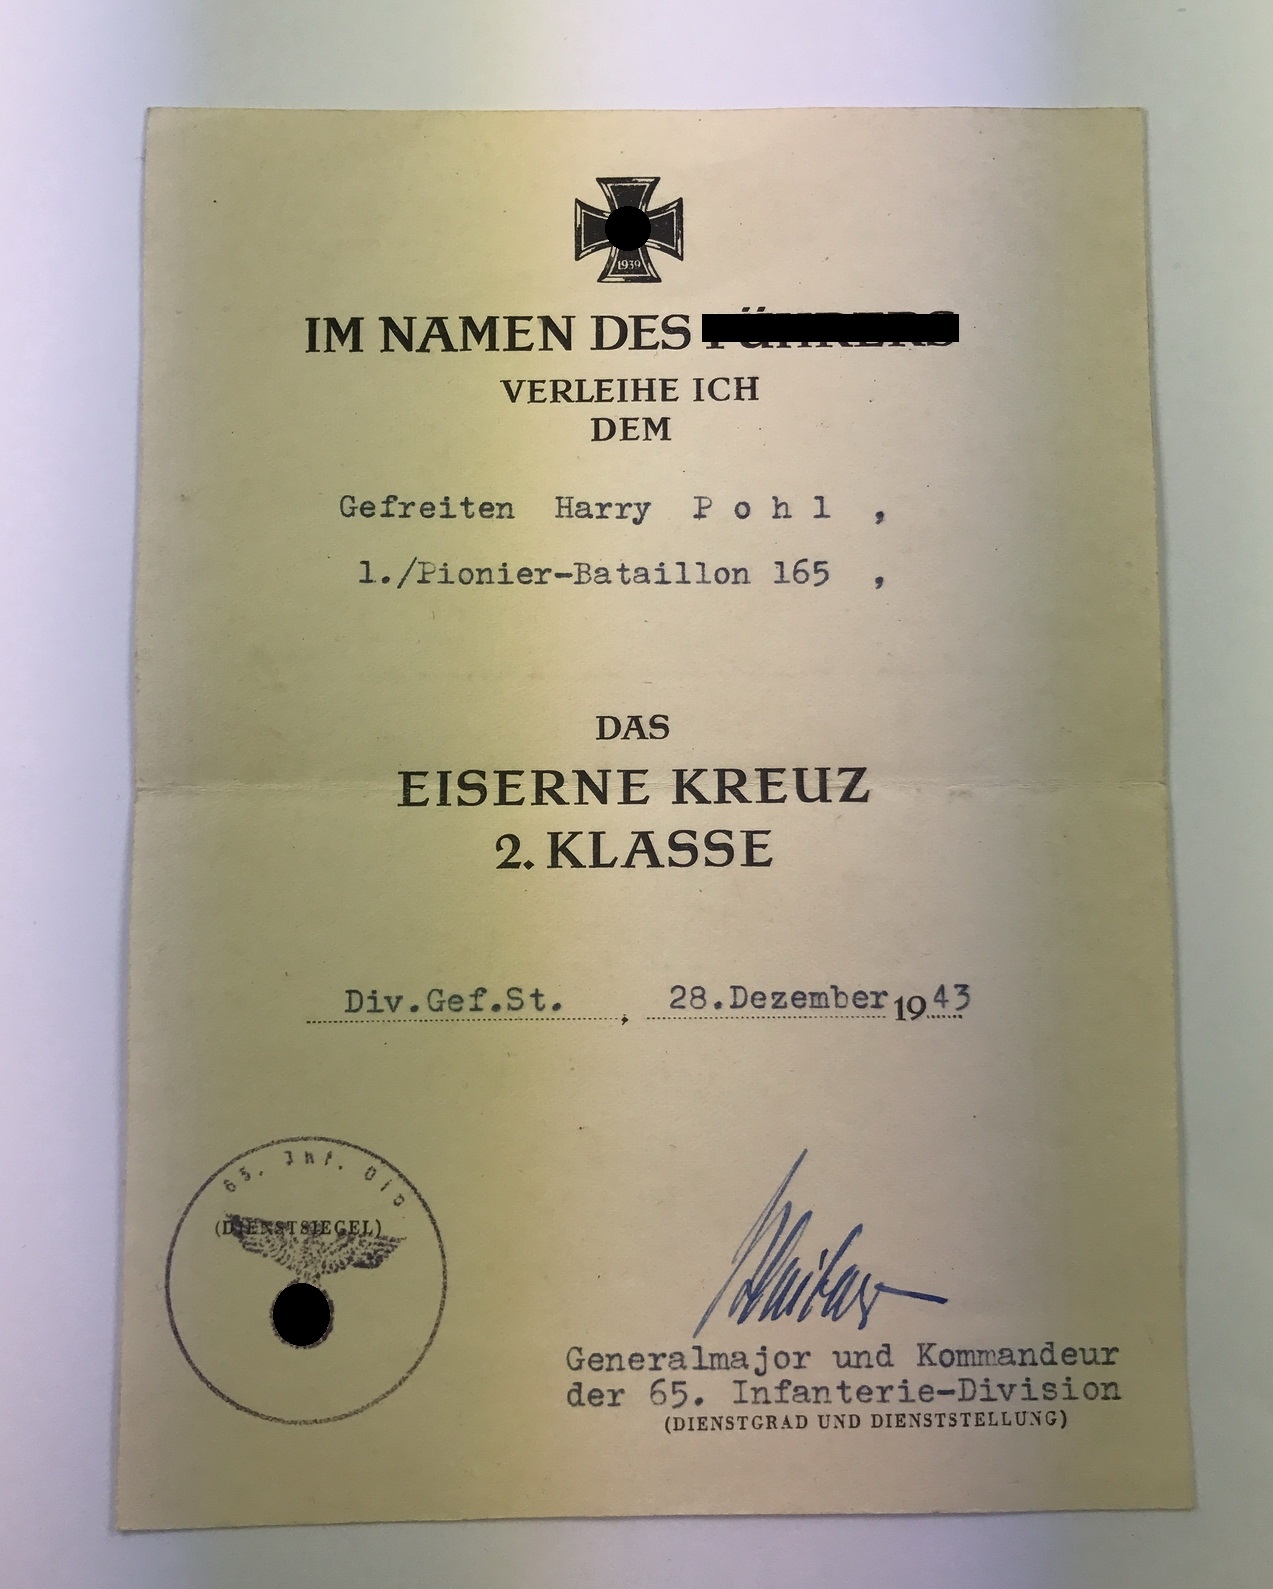 1939
IM NAMEN DES FÜHRERS
VERLEIHE ICH
DEM
Gefreiten Harry Pohl ,
1./Pionier-Bataillon 165 ,
DAS
EISERNE KREUZ
2. KLASSE
Div.Gef.St. , 28.Dezember 1943
65. Inf. Div
(DIENSTSIEGEL)
Generalmajor und Kommandeur
der 65. Infanterie-Division
(DIENSTGRAD UND DIENSTSTELLUNG)